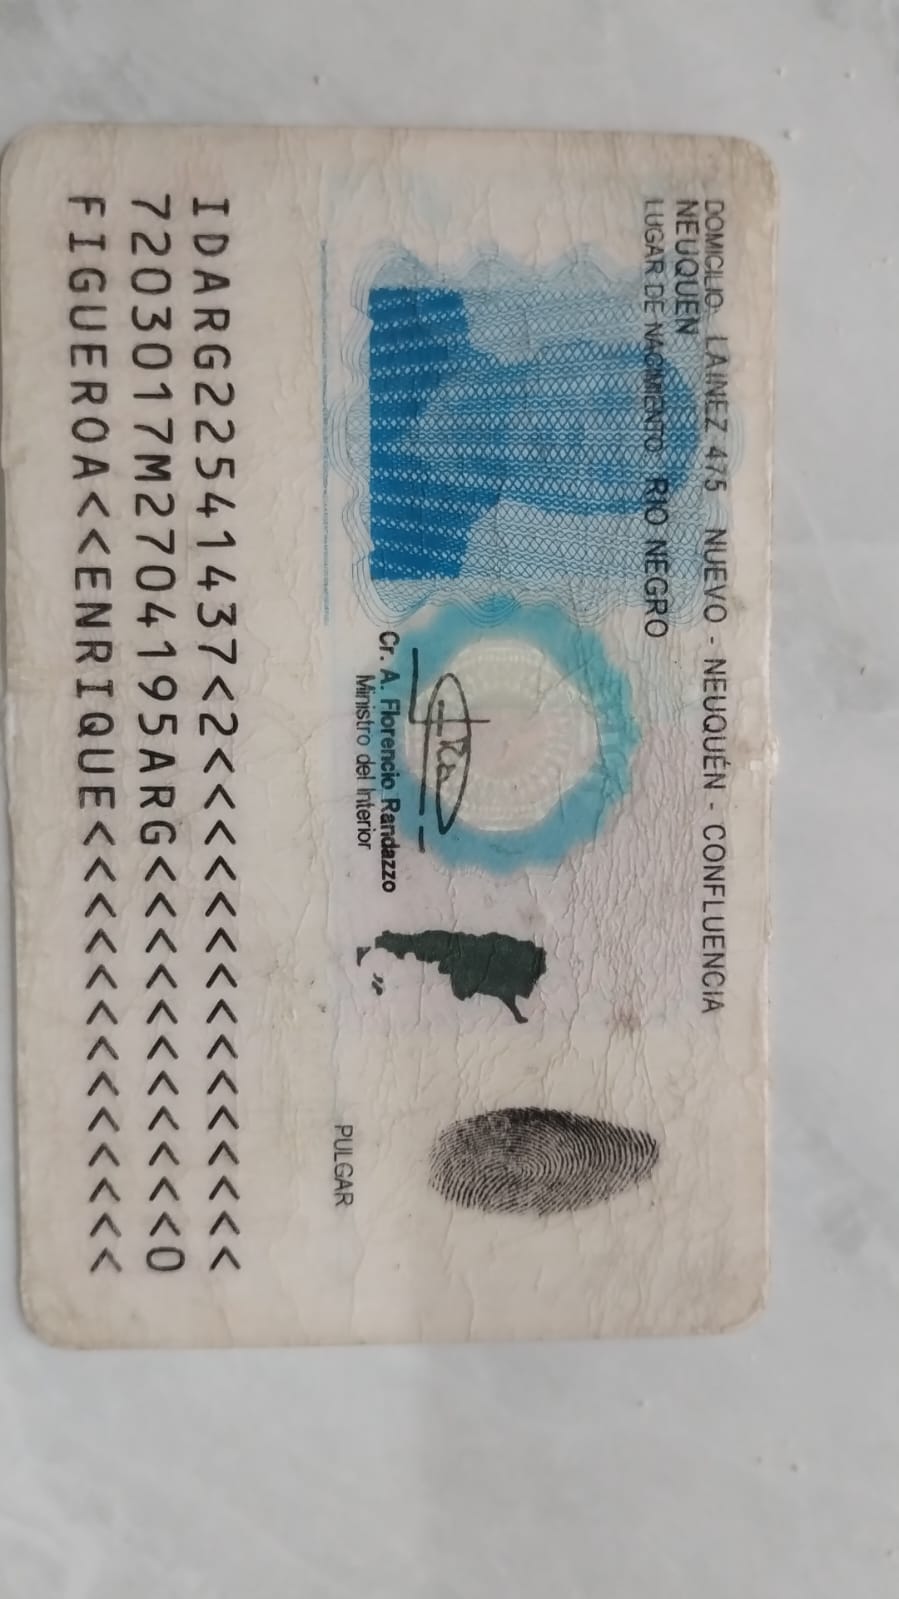 DOMICILIO: LAINEZ 475 NUEVO - NEUQUÉN - CONFLUENCIA
NEUQUEN
LUGAR DE NACIMIENTO RIO NEGRO
Cr. A. Florencio Randazzo
Ministro del Interior
PULGAR
IDARG22541437<2<<<<<<<<<<<<<<<
7203017M2704195ARG<<<<<<<<<<<0
FIGUEROA<<ENRIQUE<<<<<<<<<<<<<